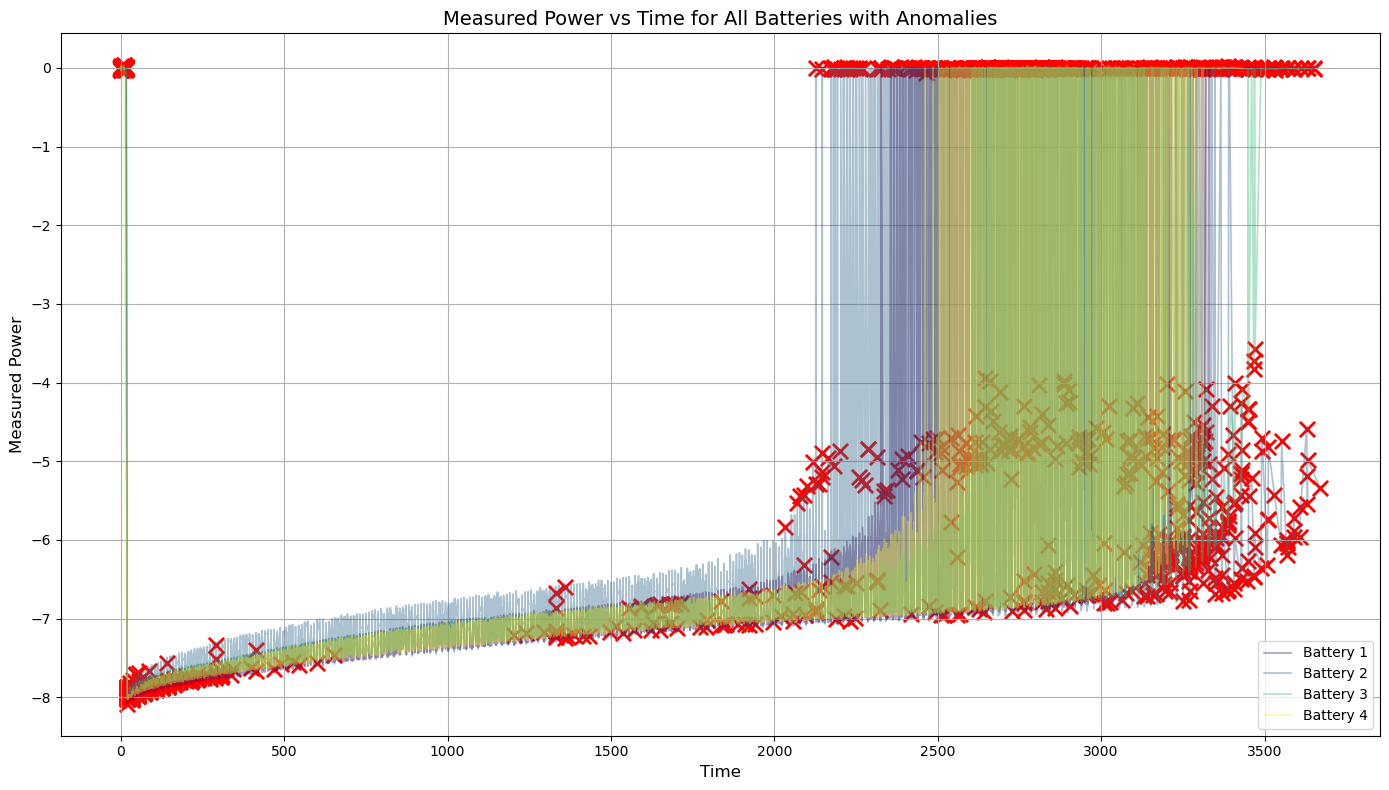 Measured Power vs Time for All Batteries with Anomalies
Measured Power
0
−1
−2
−3
−4
−5
−6
−7
−8
0 500 1000 1500 2000 2500 3000 3500
Time
Battery 1
Battery 2
Battery 3
Battery 4